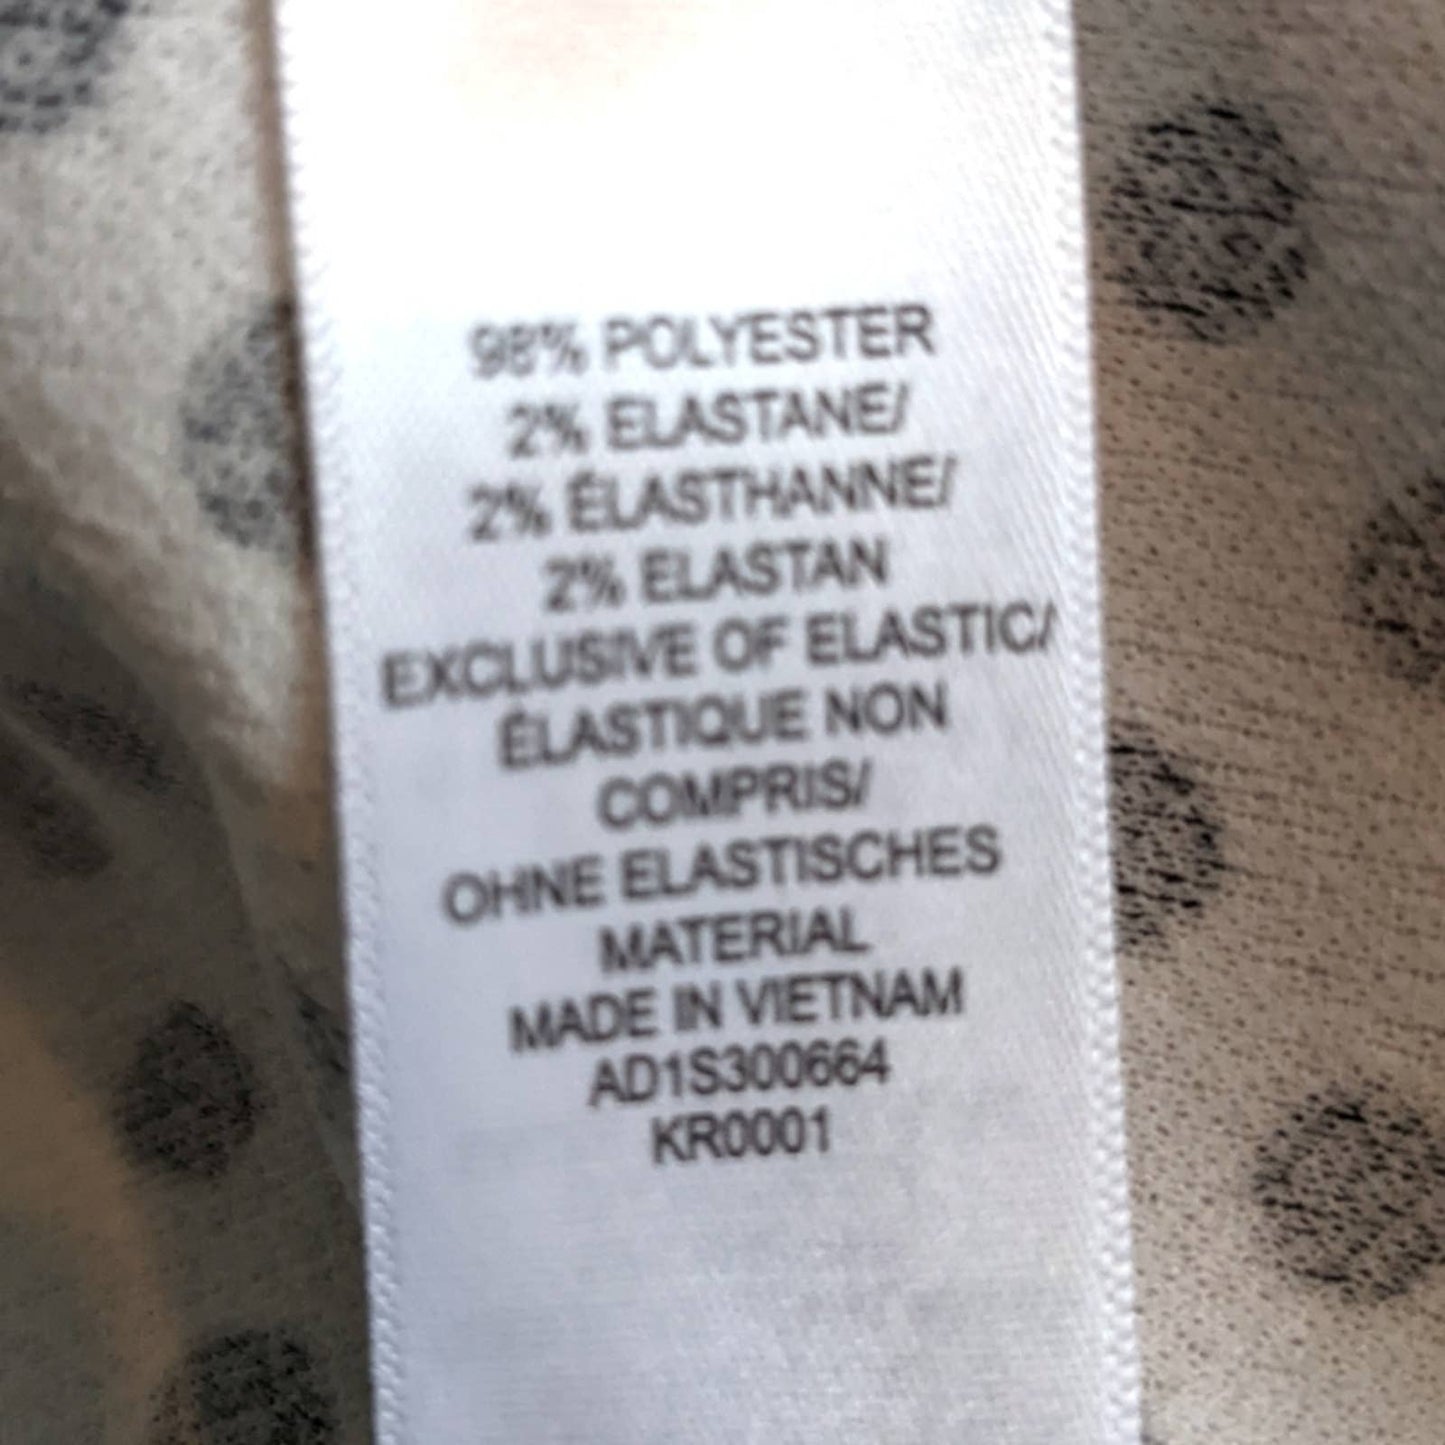 98% POLYESTER
2% ELASTANE/
2% ÉLASTHANNE/
2% ELASTAN
EXCLUSIVE OF ELASTIC/
ÉLASTIQUE NON
COMPRIS/
OHNE ELASTISCHES
MATERIAL
MADE IN VIETNAM
AD1S300664
KR0001